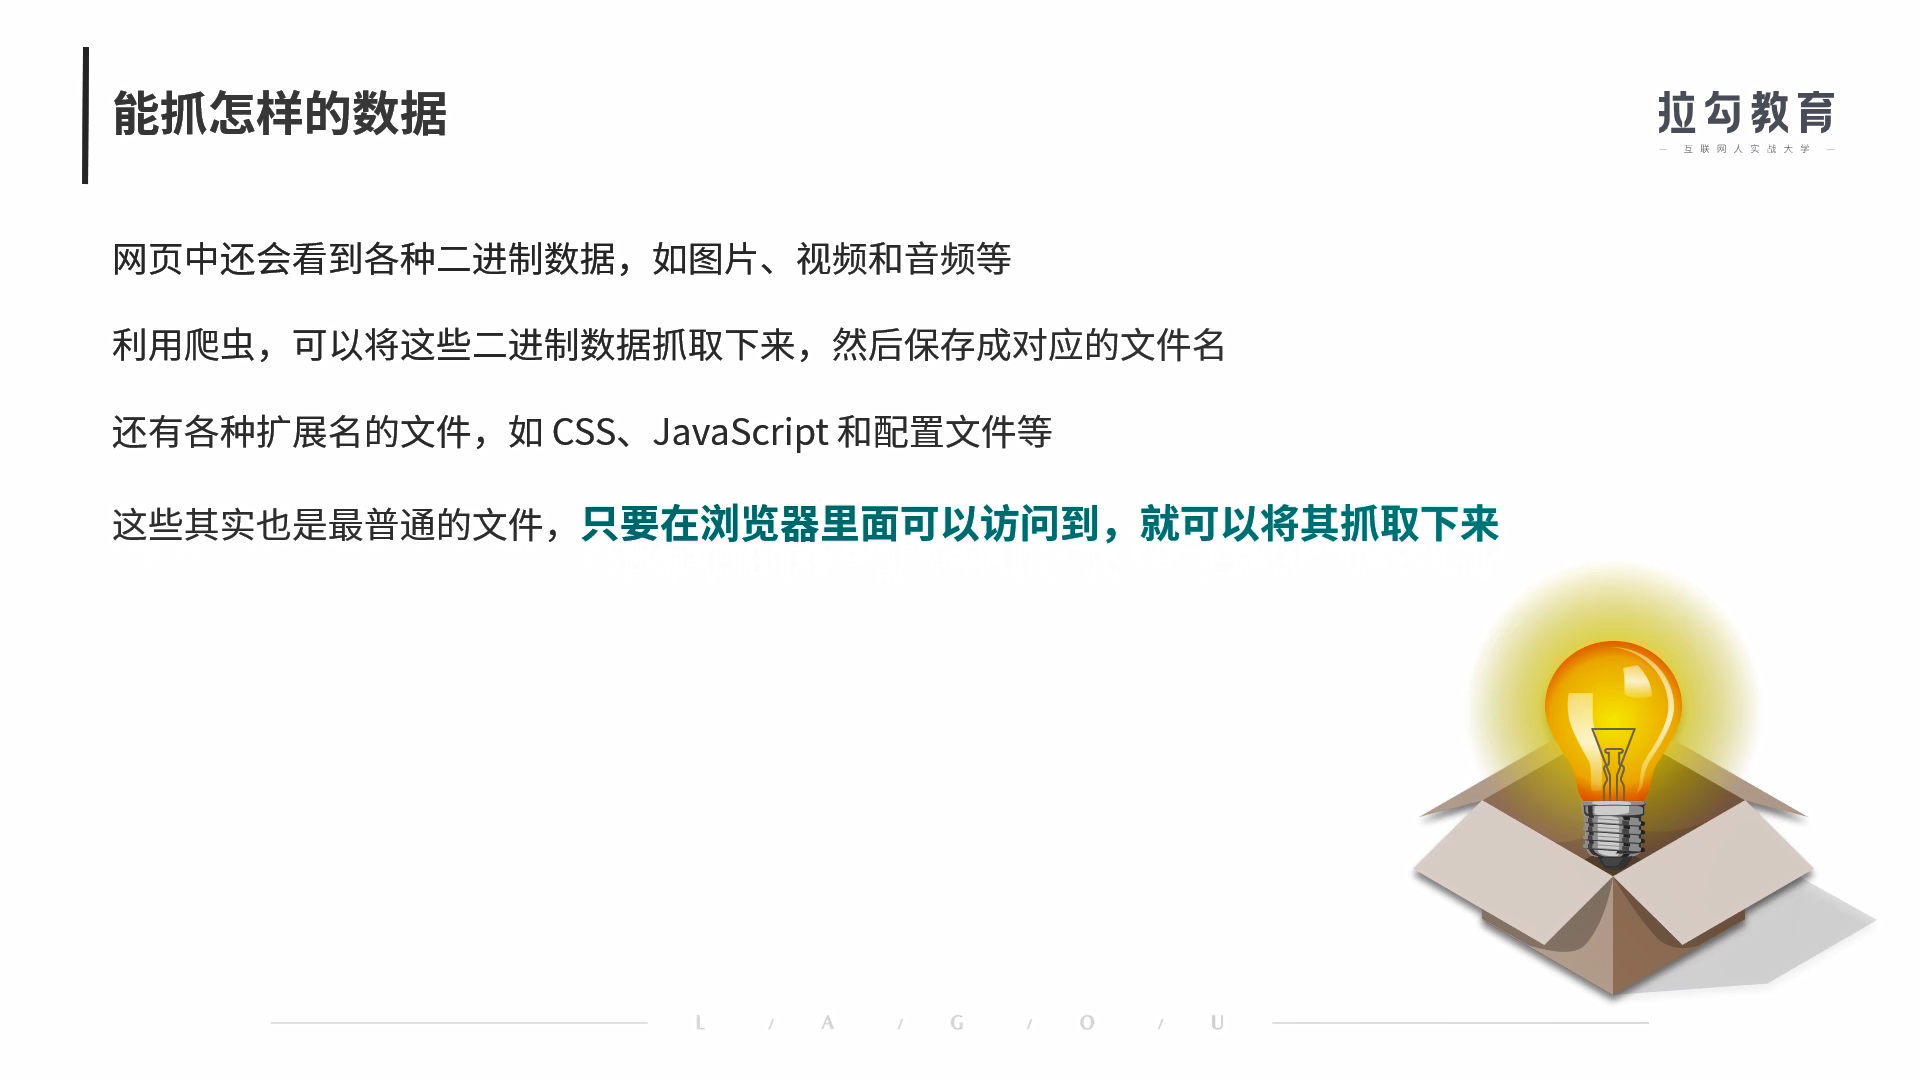 能抓怎样的数据
拉勾教育
— 互联网人实战大学 —
网页中还会看到各种二进制数据，如图片、视频和音频等
利用爬虫，可以将这些二进制数据抓取下来，然后保存成对应的文件名
还有各种扩展名的文件，如 CSS、JavaScript 和配置文件等
这些其实也是最普通的文件，只要在浏览器里面可以访问到，就可以将其抓取下来
L / A / G / O / U